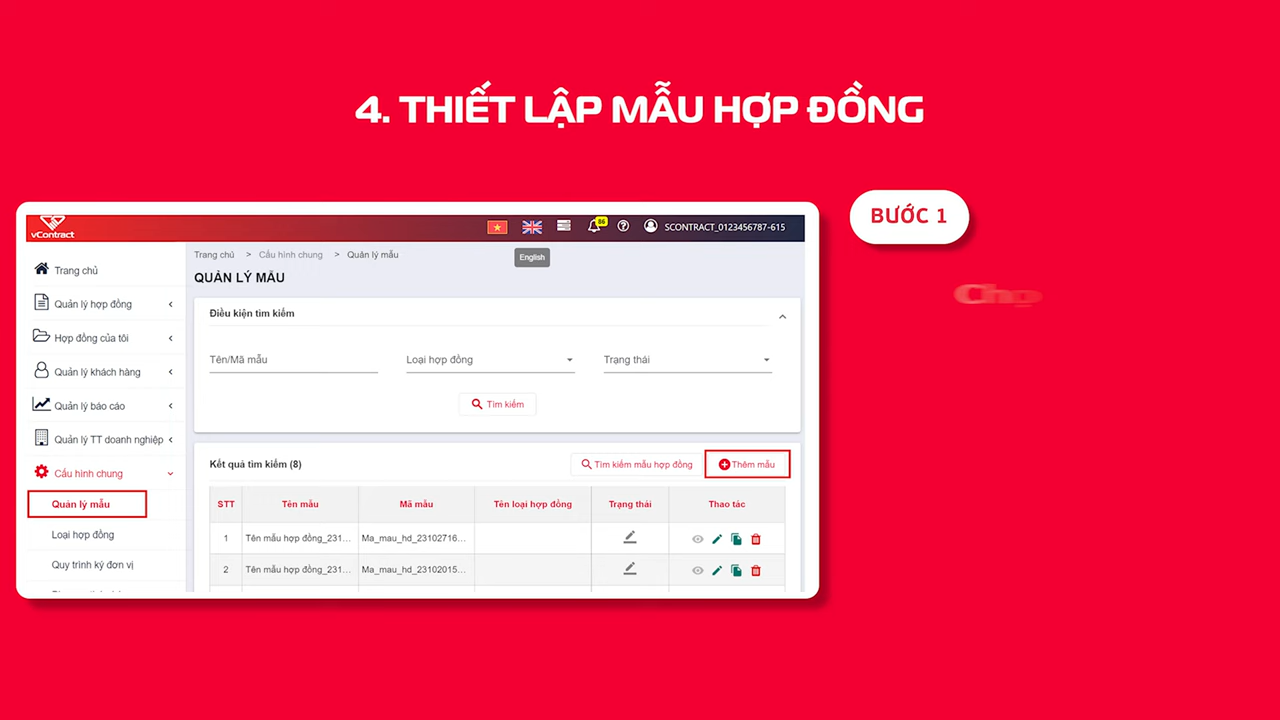 4. THIẾT LẬP MẪU HỢP ĐỒNG
BƯỚC 1
vContract
86
SCONTRACT_0123456787-615
English
Trang chủ > Cấu hình chung > Quản lý mẫu
QUẢN LÝ MẪU
Trang chủ
Quản lý hợp đồng
Hợp đồng của tôi
Quản lý khách hàng
Quản lý báo cáo
Quản lý TT doanh nghiệp
Cấu hình chung
Quản lý mẫu
Loại hợp đồng
Quy trình ký đơn vị
Điều kiện tìm kiếm
Tên/Mã mẫu Loại hợp đồng Trạng thái
Tìm kiếm
Kết quả tìm kiếm (8) Tìm kiếm mẫu hợp đồng Thêm mẫu
STT Tên mẫu Mã mẫu Tên loại hợp đồng Trạng thái Thao tác
1 Tên mẫu hợp đồng_231... Ma_mau_hd_23102716...
2 Tên mẫu hợp đồng_231... Ma_mau_hd_23102015...